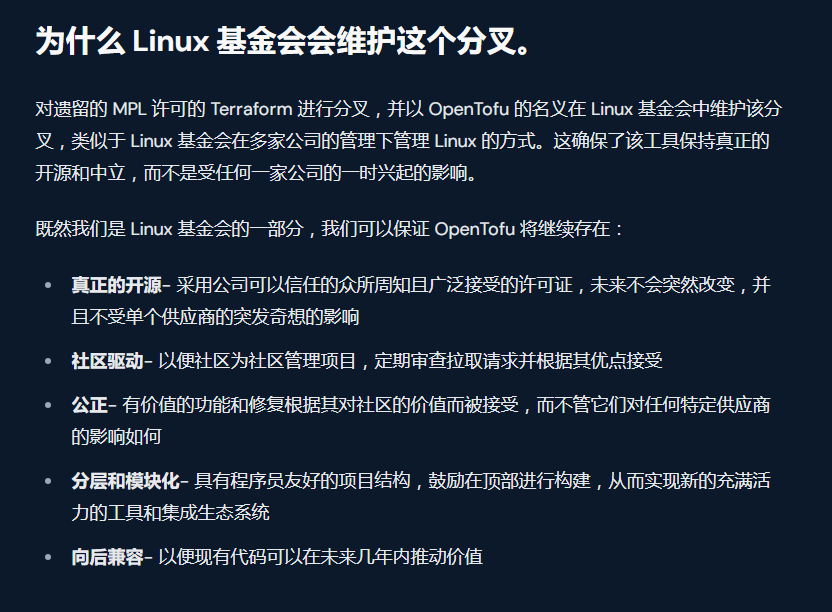 为什么 Linux 基金会会维护这个分叉。
对遗留的 MPL 许可的 Terraform 进行分叉，并以 OpenTofu 的名义在 Linux 基金会中维护该分
叉，类似于 Linux 基金会在多家公司的管理下管理 Linux 的方式。这确保了该工具保持真正的
开源和中立，而不是受任何一家公司的一时兴起的影响。
既然我们是 Linux 基金会的一部分，我们可以保证 OpenTofu 将继续存在：
• 真正的开源– 采用公司可以信任的众所周知且广泛接受的许可证，未来不会突然改变，并
且不受单个供应商的突发奇想的影响
• 社区驱动– 以便社区为社区管理项目，定期审查拉取请求并根据其优点接受
• 公正– 有价值的功能和修复根据其对社区的价值而被接受，而不管它们对任何特定供应商
的影响如何
• 分层和模块化– 具有程序员友好的项目结构，鼓励在顶部进行构建，从而实现新的充满活
力的工具和集成生态系统
• 向后兼容– 以便现有代码可以在未来几年内推动价值